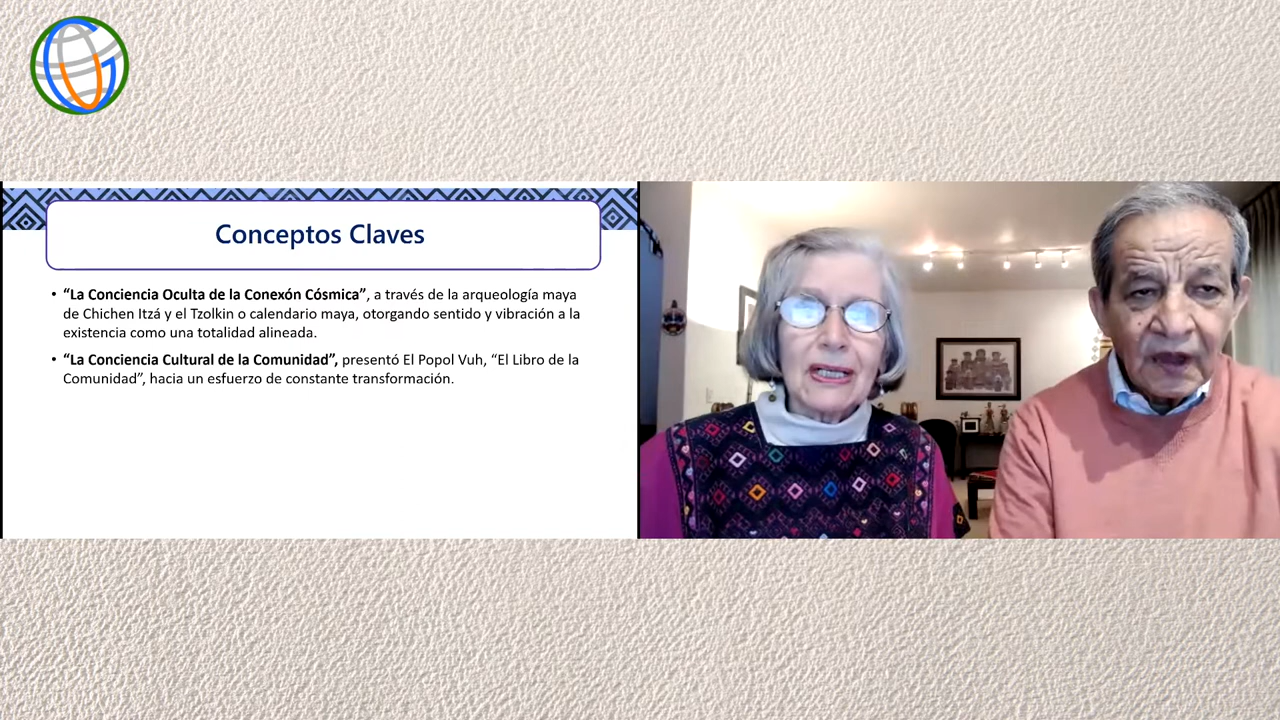 Conceptos Claves
• “La Conciencia Oculta de la Conexón Cósmica”, a través de la arqueología maya
de Chichen Itzá y el Tzolkin o calendario maya, otorgando sentido y vibración a la
existencia como una totalidad alineada.
• “La Conciencia Cultural de la Comunidad”, presentó El Popol Vuh, “El Libro de la
Comunidad”, hacia un esfuerzo de constante transformación.